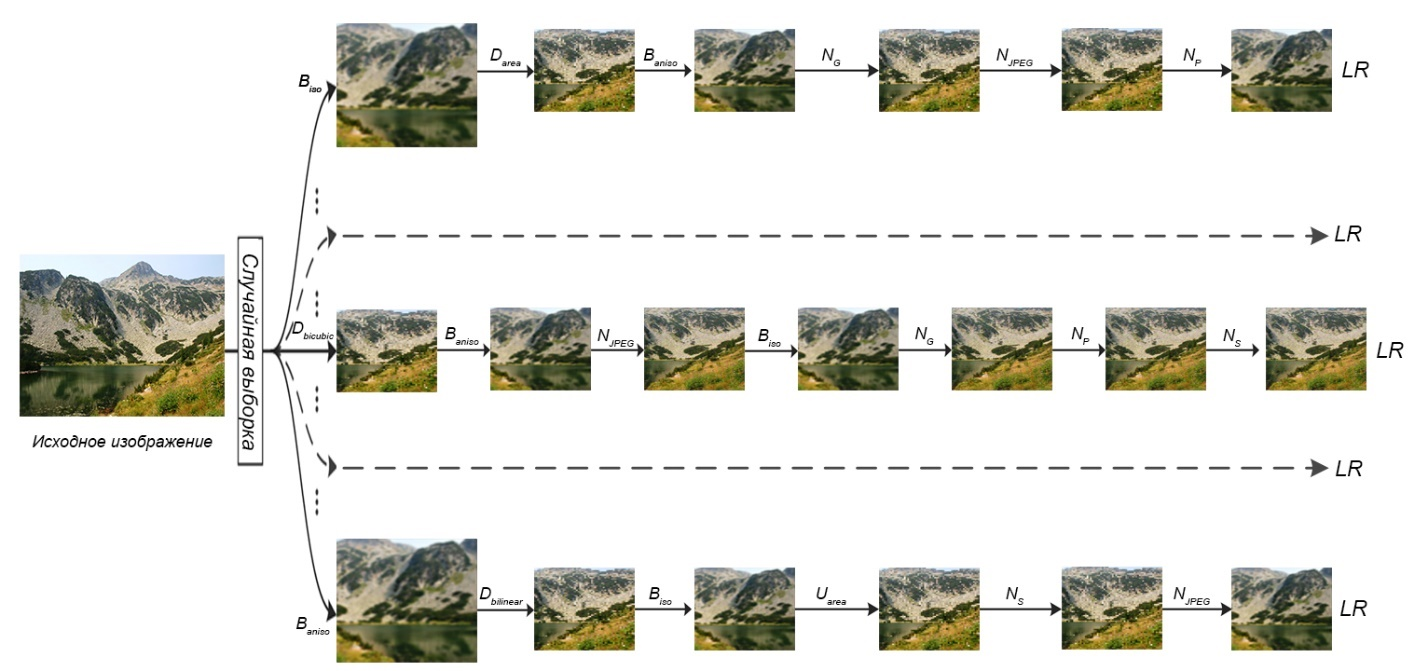 B_iso
D_area
B_aniso
N_G
N_JPEG
N_P
LR
LR
Случайная выборка
Исходное изображение
D_bicubic
B_aniso
N_JPEG
B_iso
N_G
N_P
N_S
LR
LR
B_aniso
D_bilinear
B_iso
U_area
N_S
N_JPEG
LR